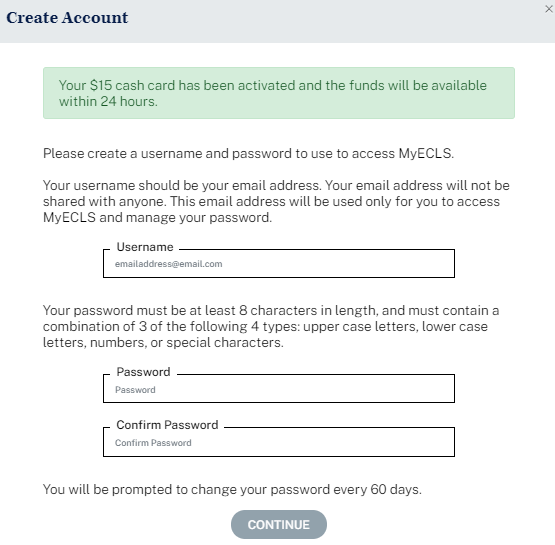 Create Account
Your $15 cash card has been activated and the funds will be available
within 24 hours.
Please create a username and password to use to access MyECLS.
Your username should be your email address. Your email address will not be
shared with anyone. This email address will be used only for you to access
MyECLS and manage your password.
Username
emailaddress@email.com
Your password must be at least 8 characters in length, and must contain a
combination of 3 of the following 4 types: upper case letters, lower case
letters, numbers, or special characters.
Password
Password
Confirm Password
Confirm Password
You will be prompted to change your password every 60 days.
CONTINUE